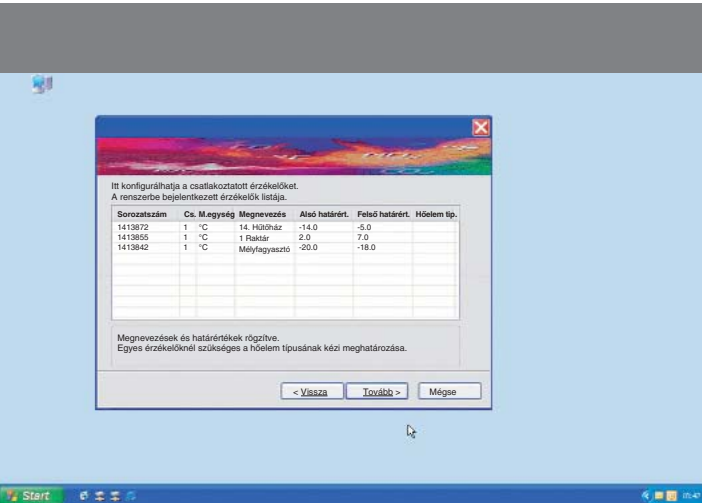 Itt konfigurálhatja a csatlakoztatott érzékelőket.
A renszerbe bejelentkezett érzékelők listája.
Sorozatszám Cs. M.egység Megnevezés Alsó határért. Felső határért. Hőelem tip.
1413872 1 °C 14. Hűtőház -14.0 -5.0
1413855 1 °C 1 Raktár 2.0 7.0
1413842 1 °C Mélyfagyasztó -20.0 -18.0
Megnevezések és határértékek rögzítve.
Egyes érzékelőknél szükséges a hőelem típusának kézi meghatározása.
< Vissza Tovább > Mégse
Start